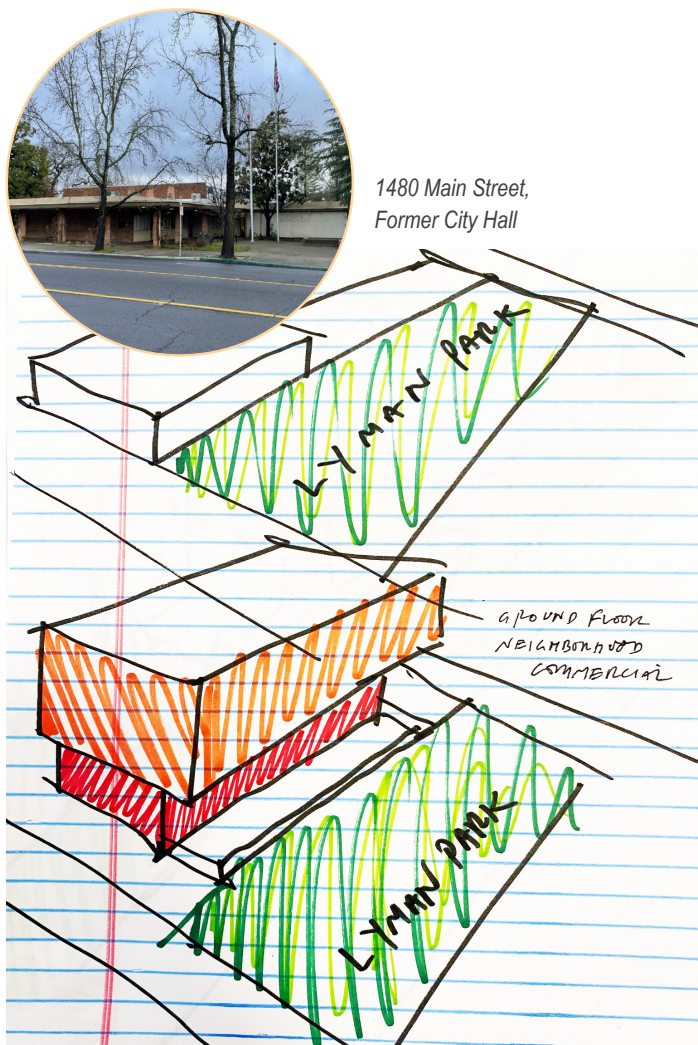 1480 Main Street,
Former City Hall
LYMAN PARK
GROUND FLOOR
NEIGHBORHOOD
COMMERCIAL
LYMAN PARK